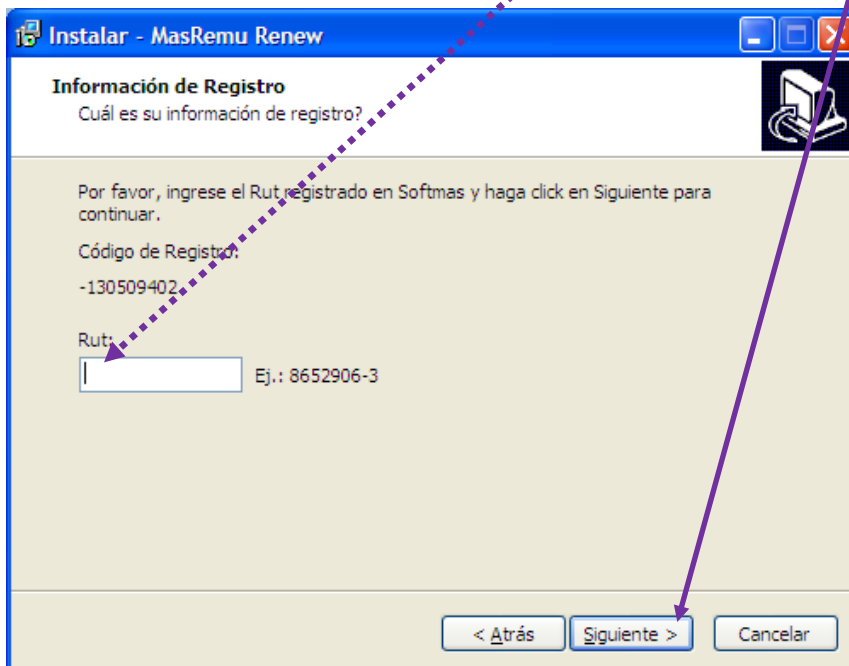 Instalar - MasRemu Renew
Información de Registro
Cuál es su información de registro?
Por favor, ingrese el Rut registrado en Softmas y haga click en Siguiente para
continuar.
Código de Registro:
-130509402
Rut:
Ej.: 8652906-3
< Atrás Siguiente > Cancelar